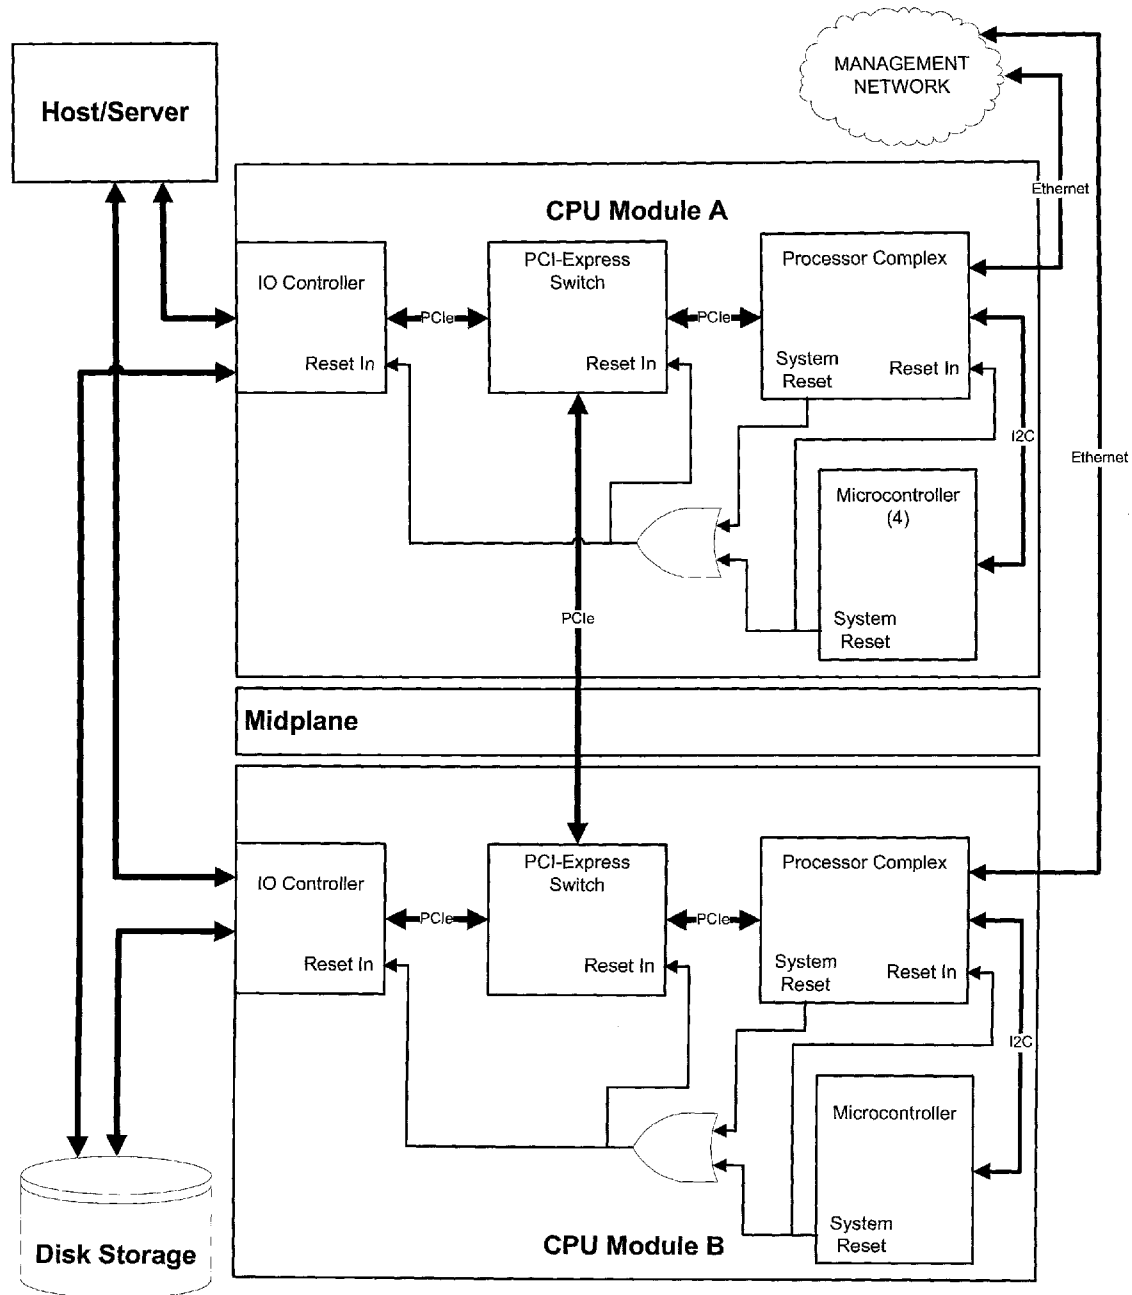 MANAGEMENT
NETWORK
Host/Server
Ethernet
CPU Module A
IO Controller
PCI-Express
Switch
Processor Complex
PCIe
PCIe
Reset In
Reset In
System
Reset
Reset In
I2C
Ethernet
Microcontroller
(4)
PCIe
System
Reset
Midplane
IO Controller
PCI-Express
Switch
Processor Complex
PCIe
PCIe
Reset In
Reset In
System
Reset
Reset In
I2C
Microcontroller
System
Reset
CPU Module B
Disk Storage